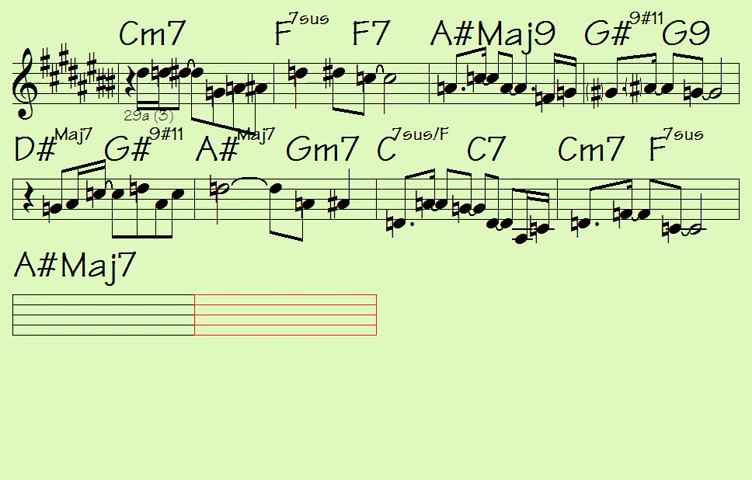 Cm7 F7sus F7 A#Maj9 G#9#11 G9
29a (3)
D#Maj7 G#9#11 A#Maj7 Gm7 C7sus/F C7 Cm7 F7sus
A#Maj7